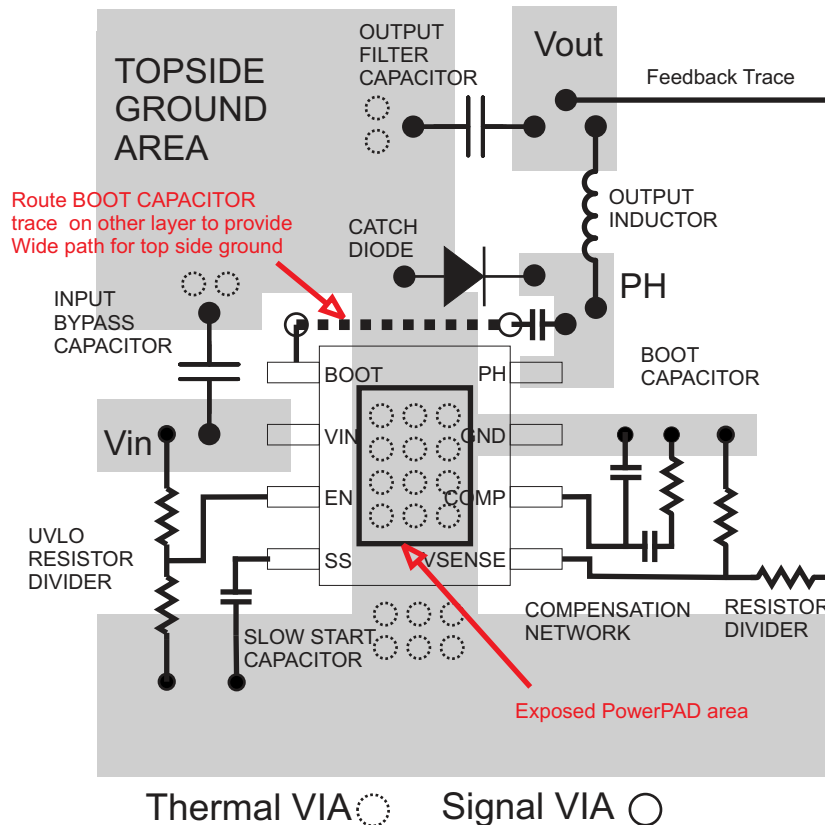 OUTPUT
FILTER
CAPACITOR
Vout
TOPSIDE
GROUND
AREA
Feedback Trace
Route BOOT CAPACITOR
trace on other layer to provide
Wide path for top side ground
CATCH
DIODE
OUTPUT
INDUCTOR
PH
INPUT
BYPASS
CAPACITOR
BOOT
CAPACITOR
BOOT
PH
Vin
VIN
GND
EN
COMP
UVLO
RESISTOR
DIVIDER
SS
VSENSE
SLOW START
CAPACITOR
COMPENSATION
NETWORK
RESISTOR
DIVIDER
Exposed PowerPAD area
Thermal VIA
Signal VIA